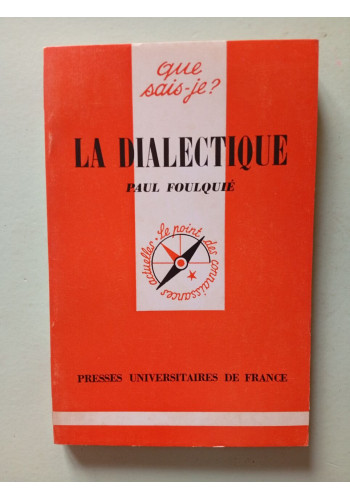 que
sais-je?
LA DIALECTIQUE
PAUL FOULQUIÉ
Le point des connaissances actuelles
PRESSES UNIVERSITAIRES DE FRANCE